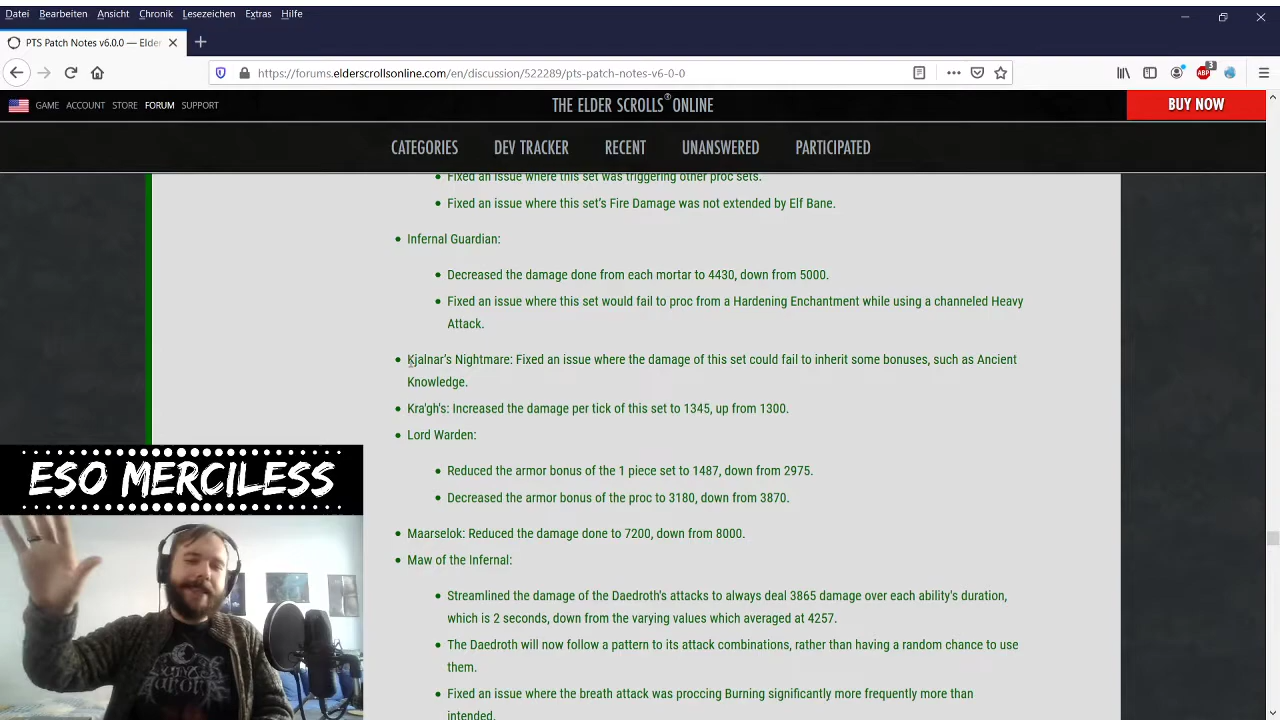 Datei Bearbeiten Ansicht Chronik Lesezeichen Extras Hilfe
PTS Patch Notes v6.0.0 — Elder
https://forums.elderscrollsonline.com/en/discussion/522289/pts-patch-notes-v6-0-0
ABP 3
GAME ACCOUNT STORE FORUM SUPPORT
THE ELDER SCROLLS® ONLINE
BUY NOW
CATEGORIES DEV TRACKER RECENT UNANSWERED PARTICIPATED
• Fixed an issue where this set was triggering other proc sets.
• Fixed an issue where this set's Fire Damage was not extended by Elf Bane.
• Infernal Guardian:
• Decreased the damage done from each mortar to 4430, down from 5000.
• Fixed an issue where this set would fail to proc from a Hardening Enchantment while using a channeled Heavy
Attack.
• Kjalnar's Nightmare: Fixed an issue where the damage of this set could fail to inherit some bonuses, such as Ancient
Knowledge.
• Kra'gh's: Increased the damage per tick of this set to 1345, up from 1300.
• Lord Warden:
• Reduced the armor bonus of the 1 piece set to 1487, down from 2975.
• Decreased the armor bonus of the proc to 3180, down from 3870.
• Maarselok: Reduced the damage done to 7200, down from 8000.
• Maw of the Infernal:
• Streamlined the damage of the Daedroth's attacks to always deal 3865 damage over each ability's duration,
which is 2 seconds, down from the varying values which averaged at 4257.
• The Daedroth will now follow a pattern to its attack combinations, rather than having a random chance to use
them.
• Fixed an issue where the breath attack was proccing Burning significantly more frequently more than
intended.
ESO MERCILESS